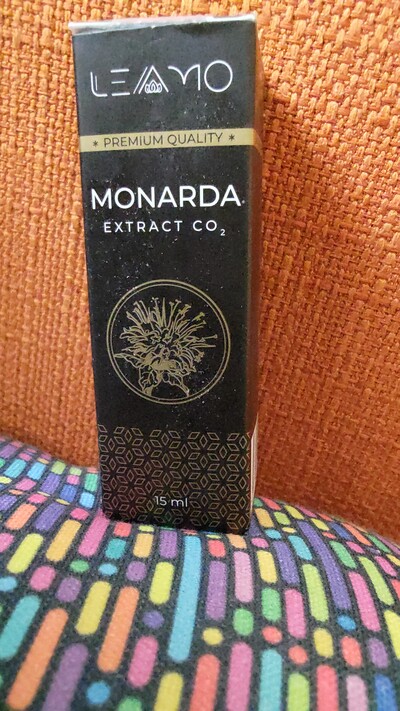 LEAMO
* PREMIUM QUALITY *
MONARDA
EXTRACT CO₂
15 ml